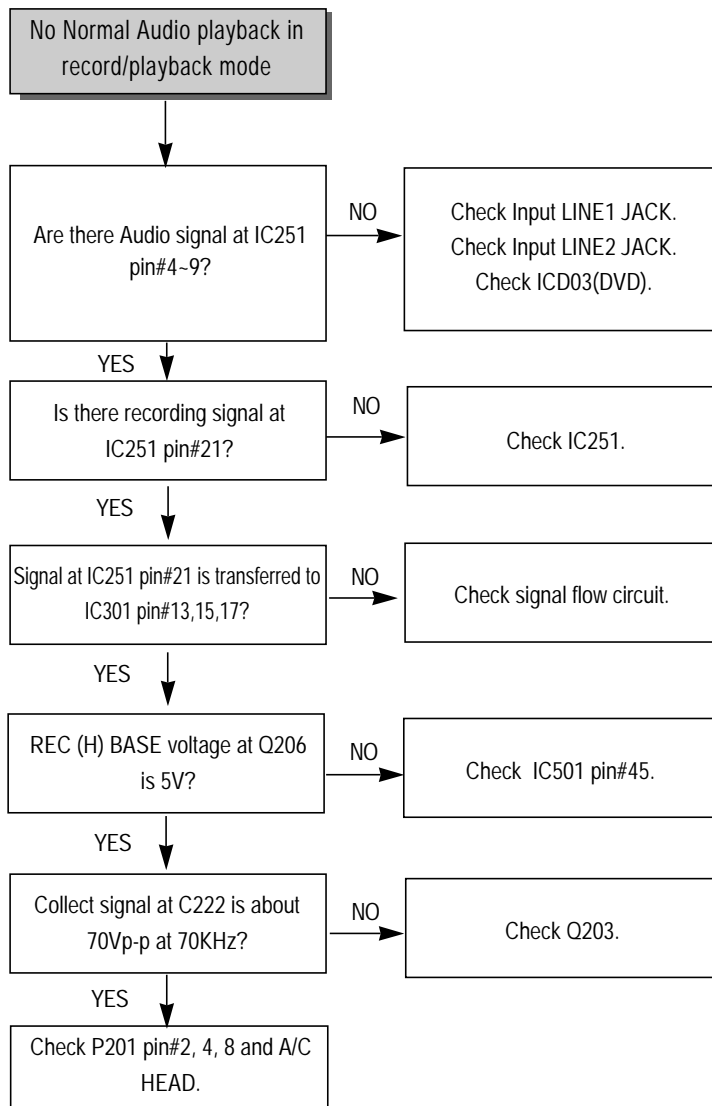 No Normal Audio playback in
record/playback mode
Are there Audio signal at IC251
pin#4~9?
NO
Check Input LINE1 JACK.
Check Input LINE2 JACK.
Check ICD03(DVD).
YES
Is there recording signal at
IC251 pin#21?
NO
Check IC251.
YES
Signal at IC251 pin#21 is transferred to
IC301 pin#13,15,17?
NO
Check signal flow circuit.
YES
REC (H) BASE voltage at Q206
is 5V?
NO
Check IC501 pin#45.
YES
Collect signal at C222 is about
70Vp-p at 70KHz?
NO
Check Q203.
YES
Check P201 pin#2, 4, 8 and A/C
HEAD.